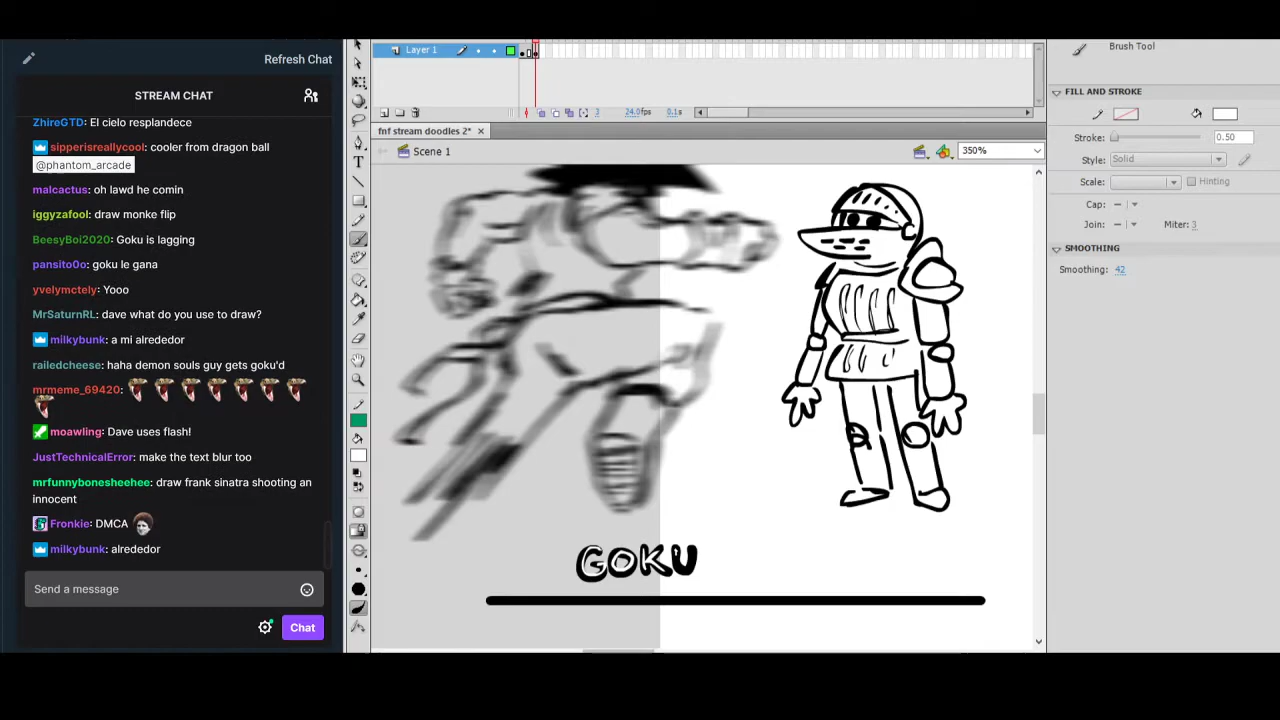 Refresh Chat
STREAM CHAT
ZhireGTD: El cielo resplandece
sipperisreallycool: cooler from dragon ball
@phantom_arcade
malcactus: oh lawd he comin
iggyzafool: draw monke flip
BeesyBoi2020: Goku is lagging
pansito0o: goku le gana
yvelymctely: Yooo
MrSaturnRL: dave what do you use to draw?
milkybunk: a mi alrededor
railedcheese: haha demon souls guy gets goku'd
mrmeme_69420:
moawling: Dave uses flash!
JustTechnicalError: make the text blur too
mrfunnybonesheehee: draw frank sinatra shooting an
innocent
Fronkie: DMCA
milkybunk: alrededor
Send a message
Chat
Layer 1
3 24.0fps 0.1s
fnf stream doodles 2*
Scene 1
350%
GOKU
Brush Tool
FILL AND STROKE
Stroke: 0.50
Style: Solid
Scale: Hinting
Cap:
Join: Miter: 3
SMOOTHING
Smoothing: 42